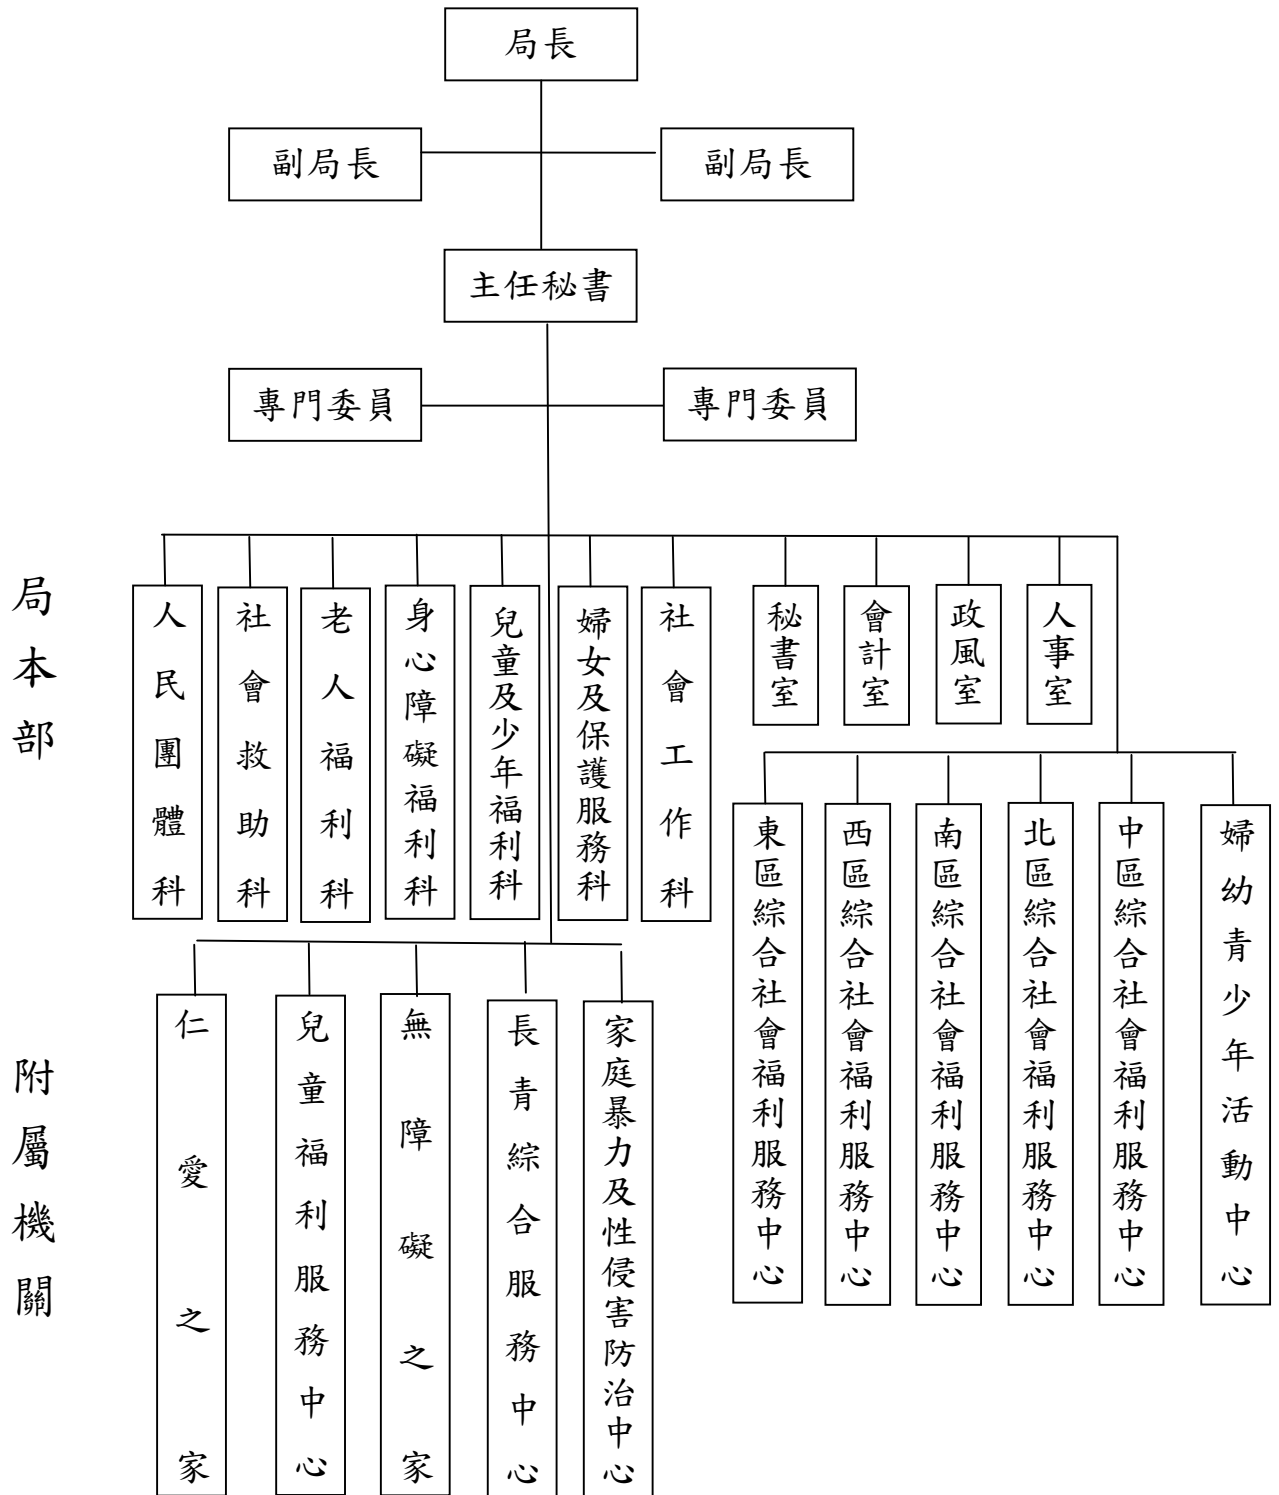 局長
副局長
副局長
主任秘書
專門委員
專門委員
局本部
人民團體科
社會救助科
老人福利科
身心障礙福利科
兒童及少年福利科
婦女及保護服務科
社會工作科
秘書室
會計室
政風室
人事室
東區綜合社會福利服務中心
西區綜合社會福利服務中心
南區綜合社會福利服務中心
北區綜合社會福利服務中心
中區綜合社會福利服務中心
婦幼青少年活動中心
附屬機關
仁愛之家
兒童福利服務中心
無障礙之家
長青綜合服務中心
家庭暴力及性侵害防治中心